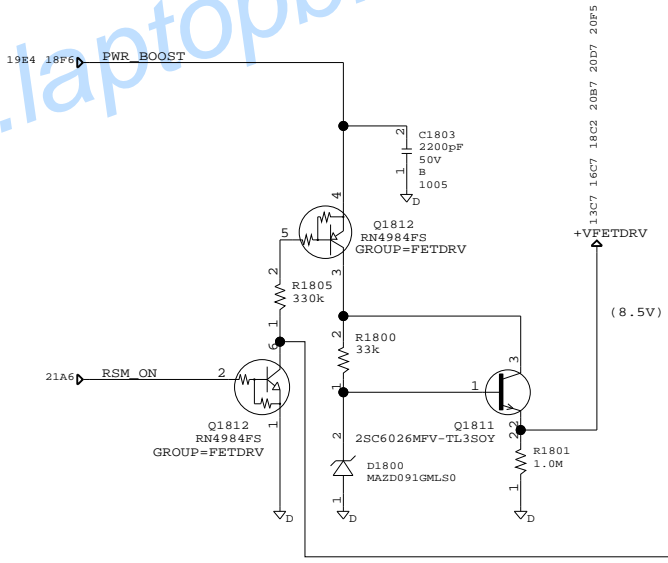 .laptopb
13C7 16C7 18C2 20B7 20D7 20F5
19E4 18F6 PWR_BOOST
2 C1803
2200pF
50V
1 B
1005
D
4
Q1812
5 RN4984FS
GROUP=FETDRV
+VFETDRV
3
2
R1805
330k
1
(8.5V)
2 R1800
33k
1
6
3
21A6 RSM_ON 2
1
Q1812
RN4984FS
GROUP=FETDRV
1
Q1811
2SC6026MFV-TL3SOY
2
2
2 D1800
MAZD091GMLS0
1
R1801
1.0M
1
D
D
D